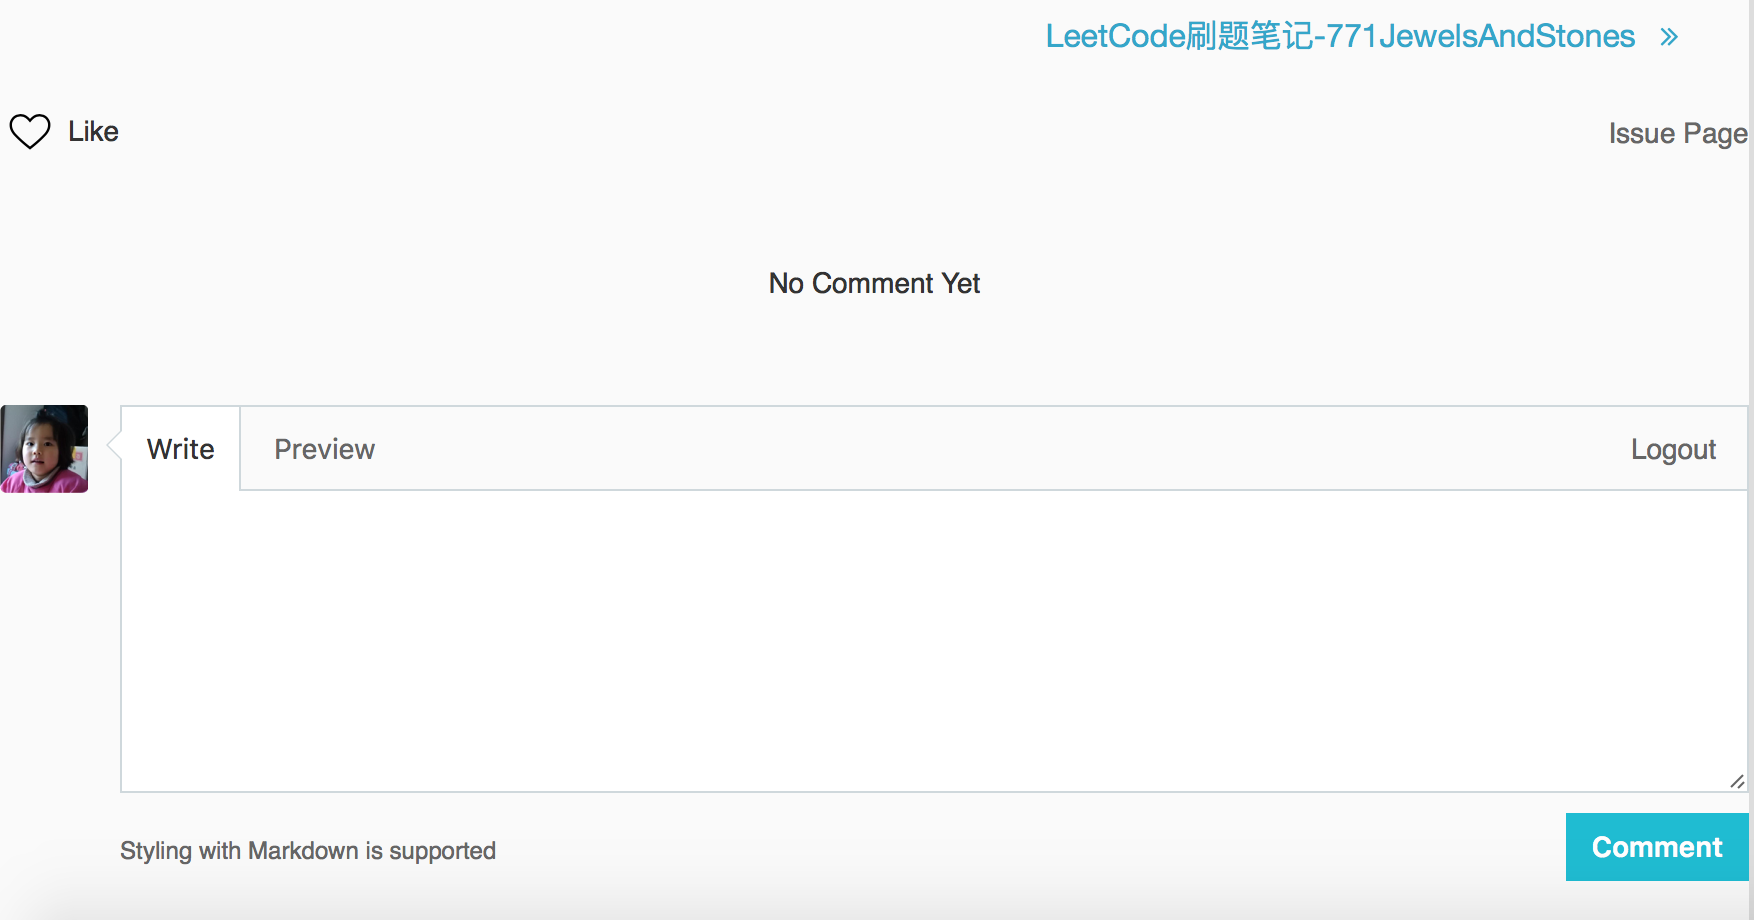 LeetCode刷题笔记-771JewelsAndStones »
Like
Issue Page
No Comment Yet
Write
Preview
Logout
Styling with Markdown is supported
Comment